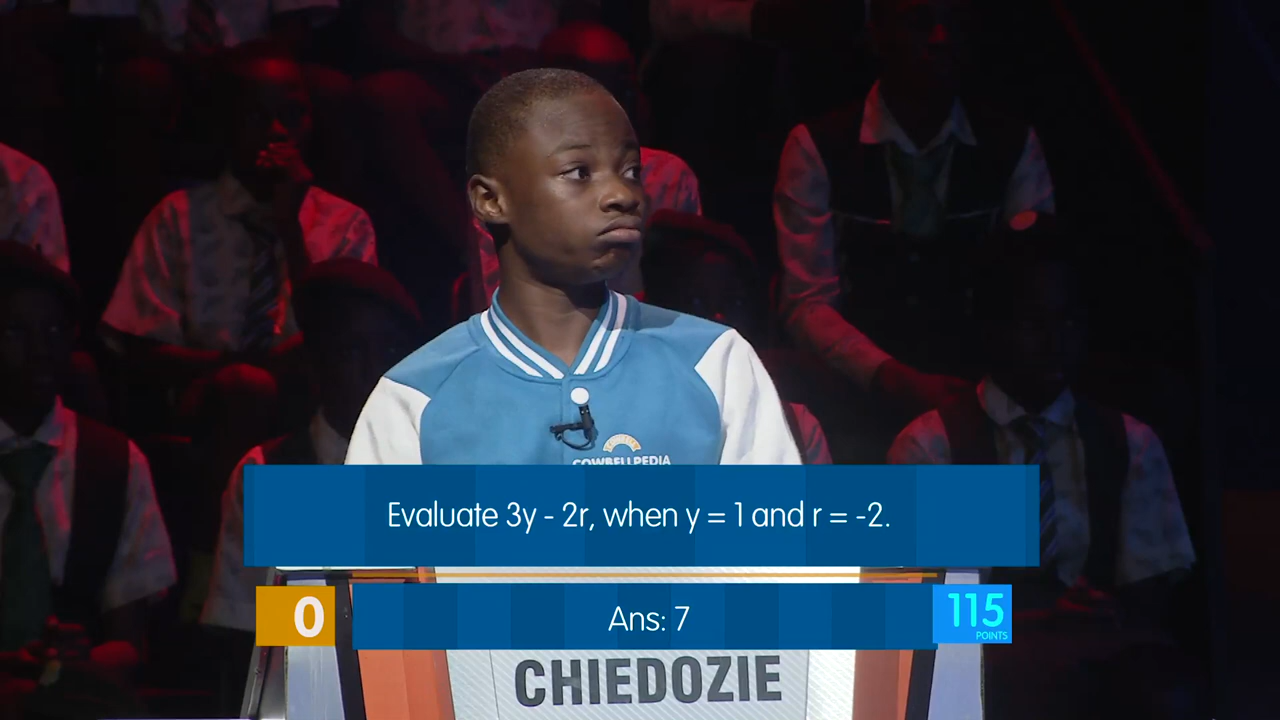 COWBELLPEDIA
Evaluate 3y - 2r, when y = 1 and r = -2.
0
Ans: 7
115
POINTS
CHIEDOZIE